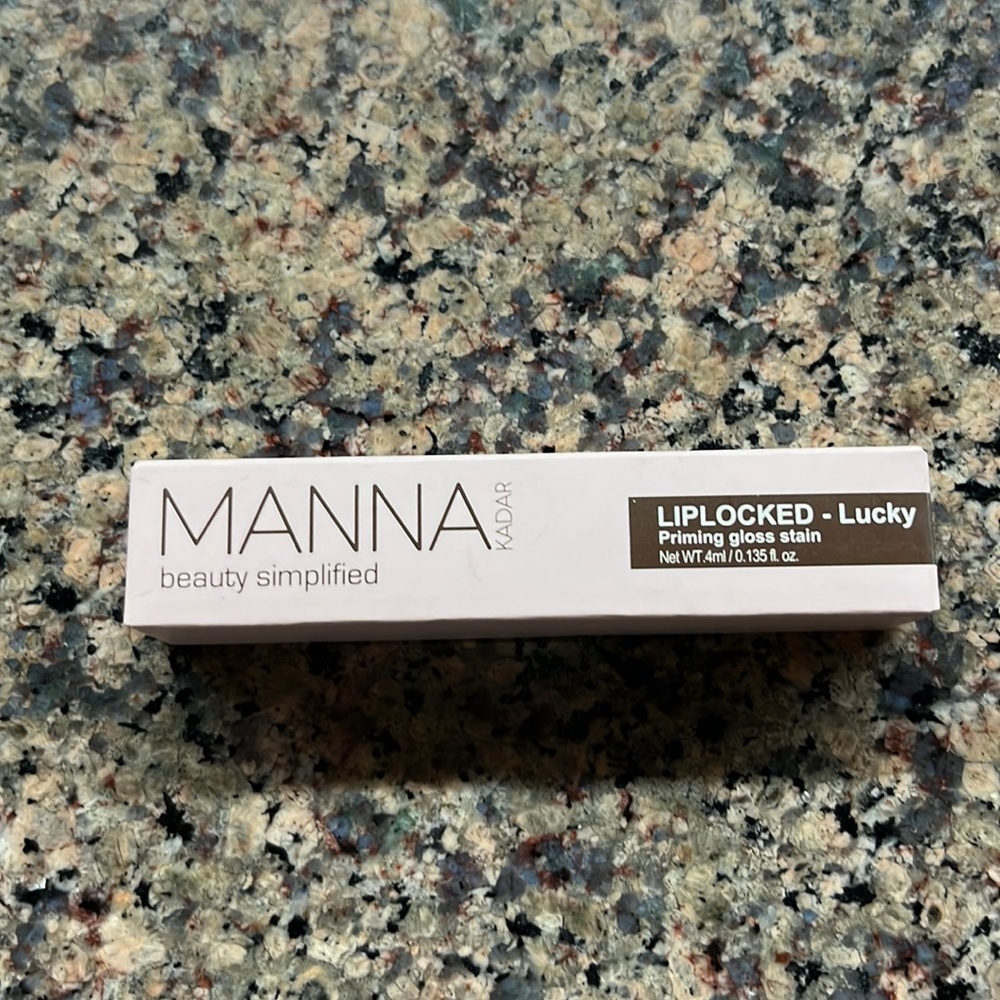 MANNA
KADAR
beauty simplified
LIPLOCKED - Lucky
Priming gloss stain
Net WT.4ml / 0.135 fl. oz.